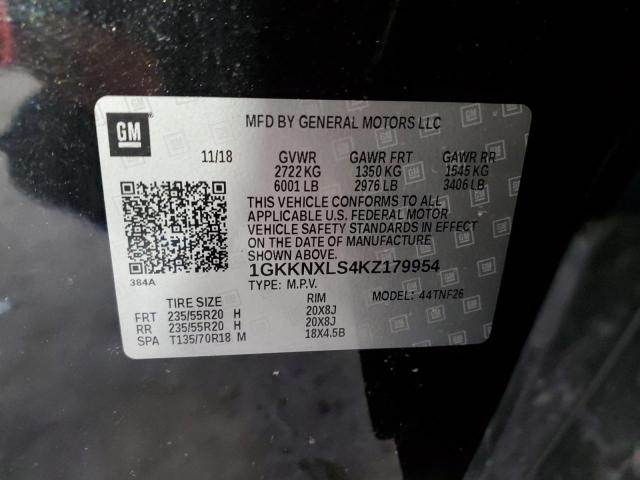 GM
MFD BY GENERAL MOTORS LLC
11/18 GVWR GAWR FRT GAWR RR
2722 KG 1350 KG 1545 KG
6001 LB 2976 LB 3406 LB
THIS VEHICLE CONFORMS TO ALL
APPLICABLE U.S. FEDERAL MOTOR
VEHICLE SAFETY STANDARDS IN EFFECT
ON THE DATE OF MANUFACTURE
SHOWN ABOVE.
1GKKNXLS4KZ179954
384A
TYPE: M.P.V. MODEL: 44TNF26
TIRE SIZE RIM
FRT 235/55R20 H 20X8J
RR 235/55R20 H 20X8J
SPA T135/70R18 M 18X4.5B